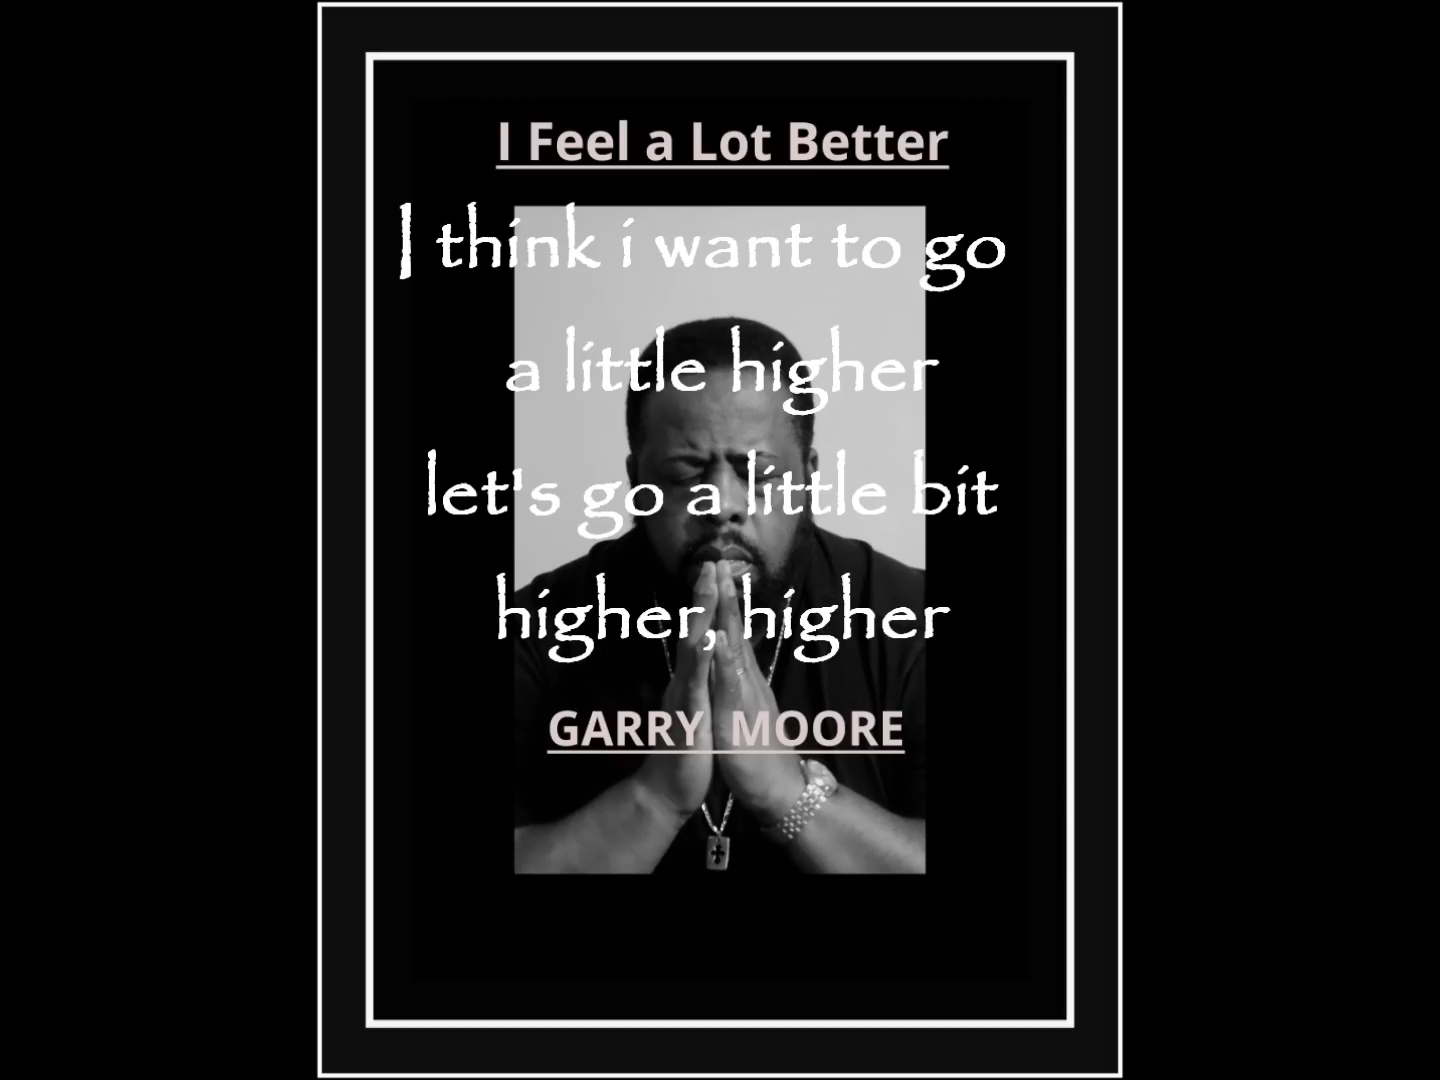 I Feel a Lot Better
I think i want to go
a little higher
let's go a little bit
higher, higher
GARRY MOORE